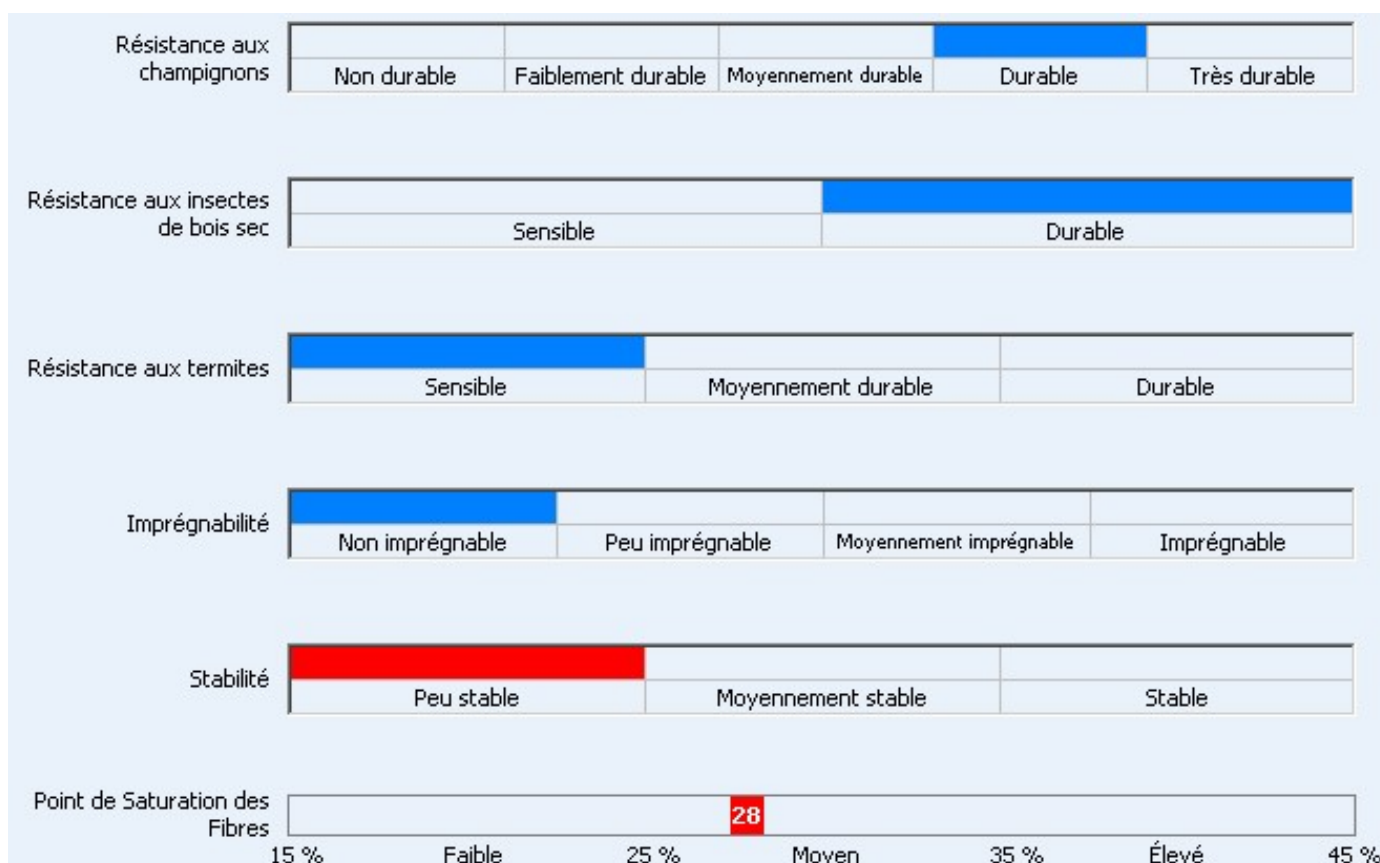 Résistance aux
champignons
Non durable Faiblement durable Moyennement durable Durable Très durable
Résistance aux insectes
de bois sec
Sensible Durable
Résistance aux termites
Sensible Moyennement durable Durable
Imprégnabilité
Non imprégnable Peu imprégnable Moyennement imprégnable Imprégnable
Stabilité
Peu stable Moyennement stable Stable
Point de Saturation des
Fibres
28
15 % Faible 25 % Moyen 35 % Élevé 45 %